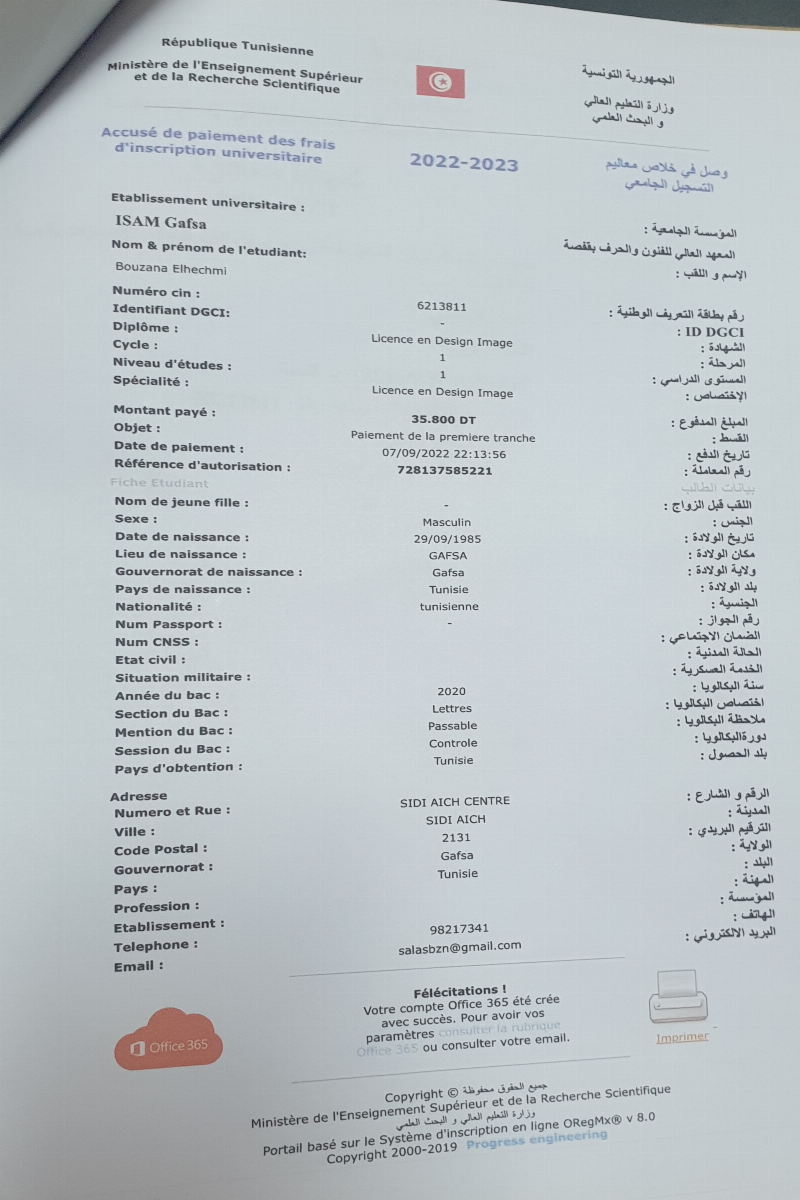 République Tunisienne
Ministère de l'Enseignement Supérieur
et de la Recherche Scientifique
الجمهورية التونسية
وزارة التعليم العالي
و البحث العلمي
Accusé de paiement des frais
d'inscription universitaire
2022-2023
وصل في خلاص معاليم
التسجيل الجامعي
Etablissement universitaire :
المؤسسة الجامعية :
ISAM Gafsa
المعهد العالي للفنون والحرف بقفصة
Nom & prénom de l'etudiant:
الإسم و اللقب :
Bouzana Elhechmi
Numéro cin : 6213811 رقم بطاقة التعريف الوطنية :
Identifiant DGCI: - ID DGCI :
Diplôme : Licence en Design Image الشهادة :
Cycle : 1 المرحلة :
Niveau d'études : 1 المستوى الدراسي :
Spécialité : Licence en Design Image الإختصاص :
Montant payé : 35.800 DT المبلغ المدفوع :
Objet : Paiement de la premiere tranche القسط :
Date de paiement : 07/09/2022 22:13:56 تاريخ الدفع :
Référence d'autorisation : 728137585221 رقم المعاملة :
Fiche Etudiant بيانات الطالب
Nom de jeune fille : - اللقب قبل الزواج :
Sexe : Masculin الجنس :
Date de naissance : 29/09/1985 تاريخ الولادة :
Lieu de naissance : GAFSA مكان الولادة :
Gouvernorat de naissance : Gafsa ولاية الولادة :
Pays de naissance : Tunisie بلد الولادة :
Nationalité : tunisienne الجنسية :
Num Passport : - رقم الجواز :
Num CNSS : الضمان الاجتماعي :
Etat civil : الحالة المدنية :
Situation militaire : الخدمة العسكرية :
Année du bac : 2020 سنة البكالويا :
Section du Bac : Lettres اختصاص البكالويا :
Mention du Bac : Passable ملاحظة البكالويا :
Session du Bac : Controle دورةالبكالويا :
Pays d'obtention : Tunisie بلد الحصول :
Adresse
Numero et Rue : SIDI AICH CENTRE الرقم و الشارع :
Ville : SIDI AICH المدينة :
Code Postal : 2131 الترقيم البريدي :
Gouvernorat : Gafsa الولاية :
Pays : Tunisie البلد :
Profession : المهنة :
Etablissement : المؤسسة :
Telephone : 98217341 الهاتف :
Email : salasbzn@gmail.com البريد الالكتروني :
Félécitations !
Votre compte Office 365 été crée
avec succès. Pour avoir vos
paramètres consulter la rubrique
Office 365 ou consulter votre email.
Office 365
Imprimer
Copyright © جميع الحقوق محفوظة
Ministère de l'Enseignement Supérieur et de la Recherche Scientifique
وزارة التعليم العالي و البحث العلمي
Portail basé sur le Système d'inscription en ligne ORegMx® v 8.0
Copyright 2000-2019 Progress engineering